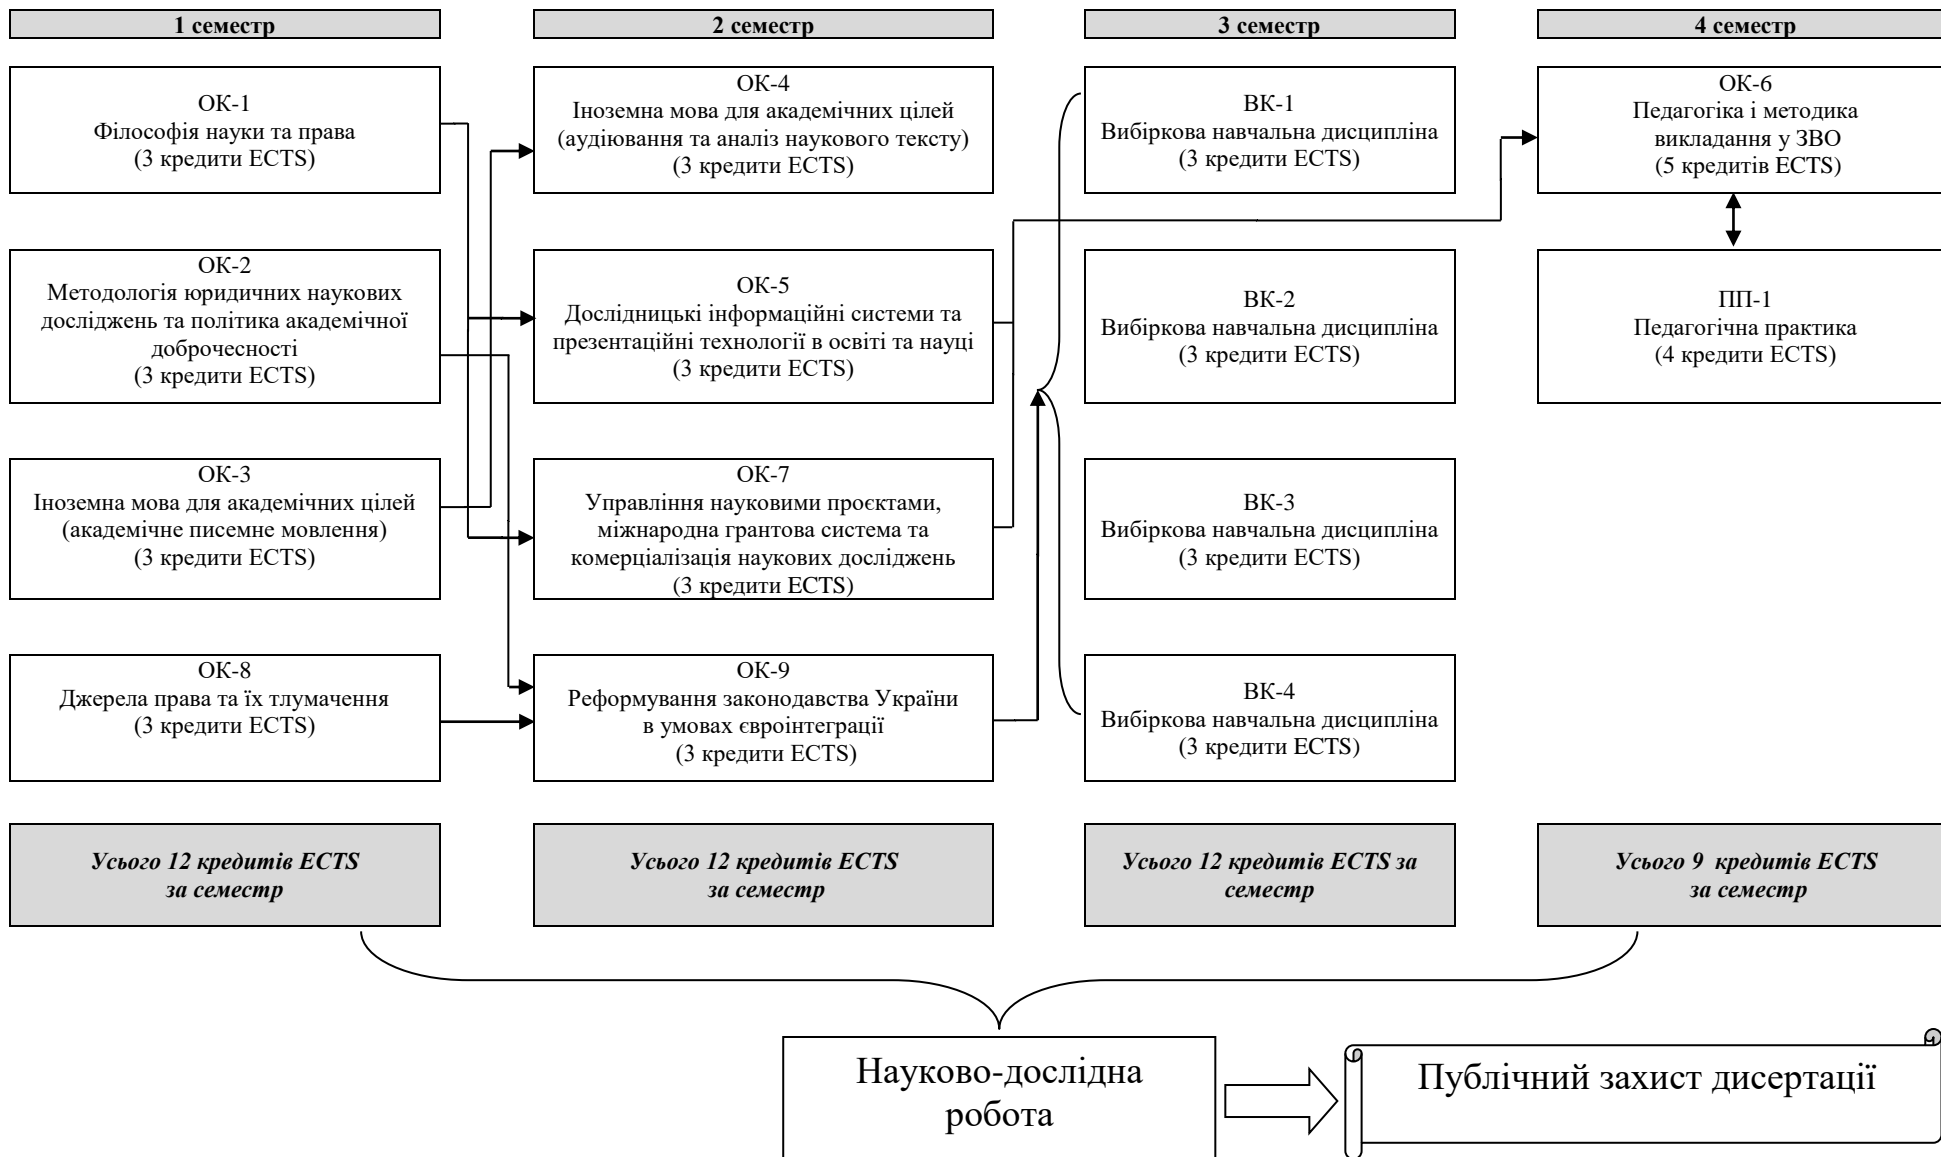 1 семестр
2 семестр
3 семестр
4 семестр
ОК-1
Філософія науки та права
(3 кредити ECTS)
ОК-4
Іноземна мова для академічних цілей
(аудіювання та аналіз наукового тексту)
(3 кредити ECTS)
ВК-1
Вибіркова навчальна дисципліна
(3 кредити ECTS)
ОК-6
Педагогіка і методика
викладання у ЗВО
(5 кредитів ECTS)
ОК-2
Методологія юридичних наукових
досліджень та політика академічної
доброчесності
(3 кредити ECTS)
ОК-5
Дослідницькі інформаційні системи та
презентаційні технології в освіті та науці
(3 кредити ECTS)
ВК-2
Вибіркова навчальна дисципліна
(3 кредити ECTS)
ПП-1
Педагогічна практика
(4 кредити ECTS)
ОК-3
Іноземна мова для академічних цілей
(академічне писемне мовлення)
(3 кредити ECTS)
ОК-7
Управління науковими проєктами,
міжнародна грантова система та
комерціалізація наукових досліджень
(3 кредити ECTS)
ВК-3
Вибіркова навчальна дисципліна
(3 кредити ECTS)
ОК-8
Джерела права та їх тлумачення
(3 кредити ECTS)
ОК-9
Реформування законодавства України
в умовах євроінтеграції
(3 кредити ECTS)
ВК-4
Вибіркова навчальна дисципліна
(3 кредити ECTS)
Усього 12 кредитів ECTS
за семестр
Усього 12 кредитів ECTS
за семестр
Усього 12 кредитів ECTS за
семестр
Усього 9 кредитів ECTS
за семестр
Науково-дослідна
робота
Публічний захист дисертації